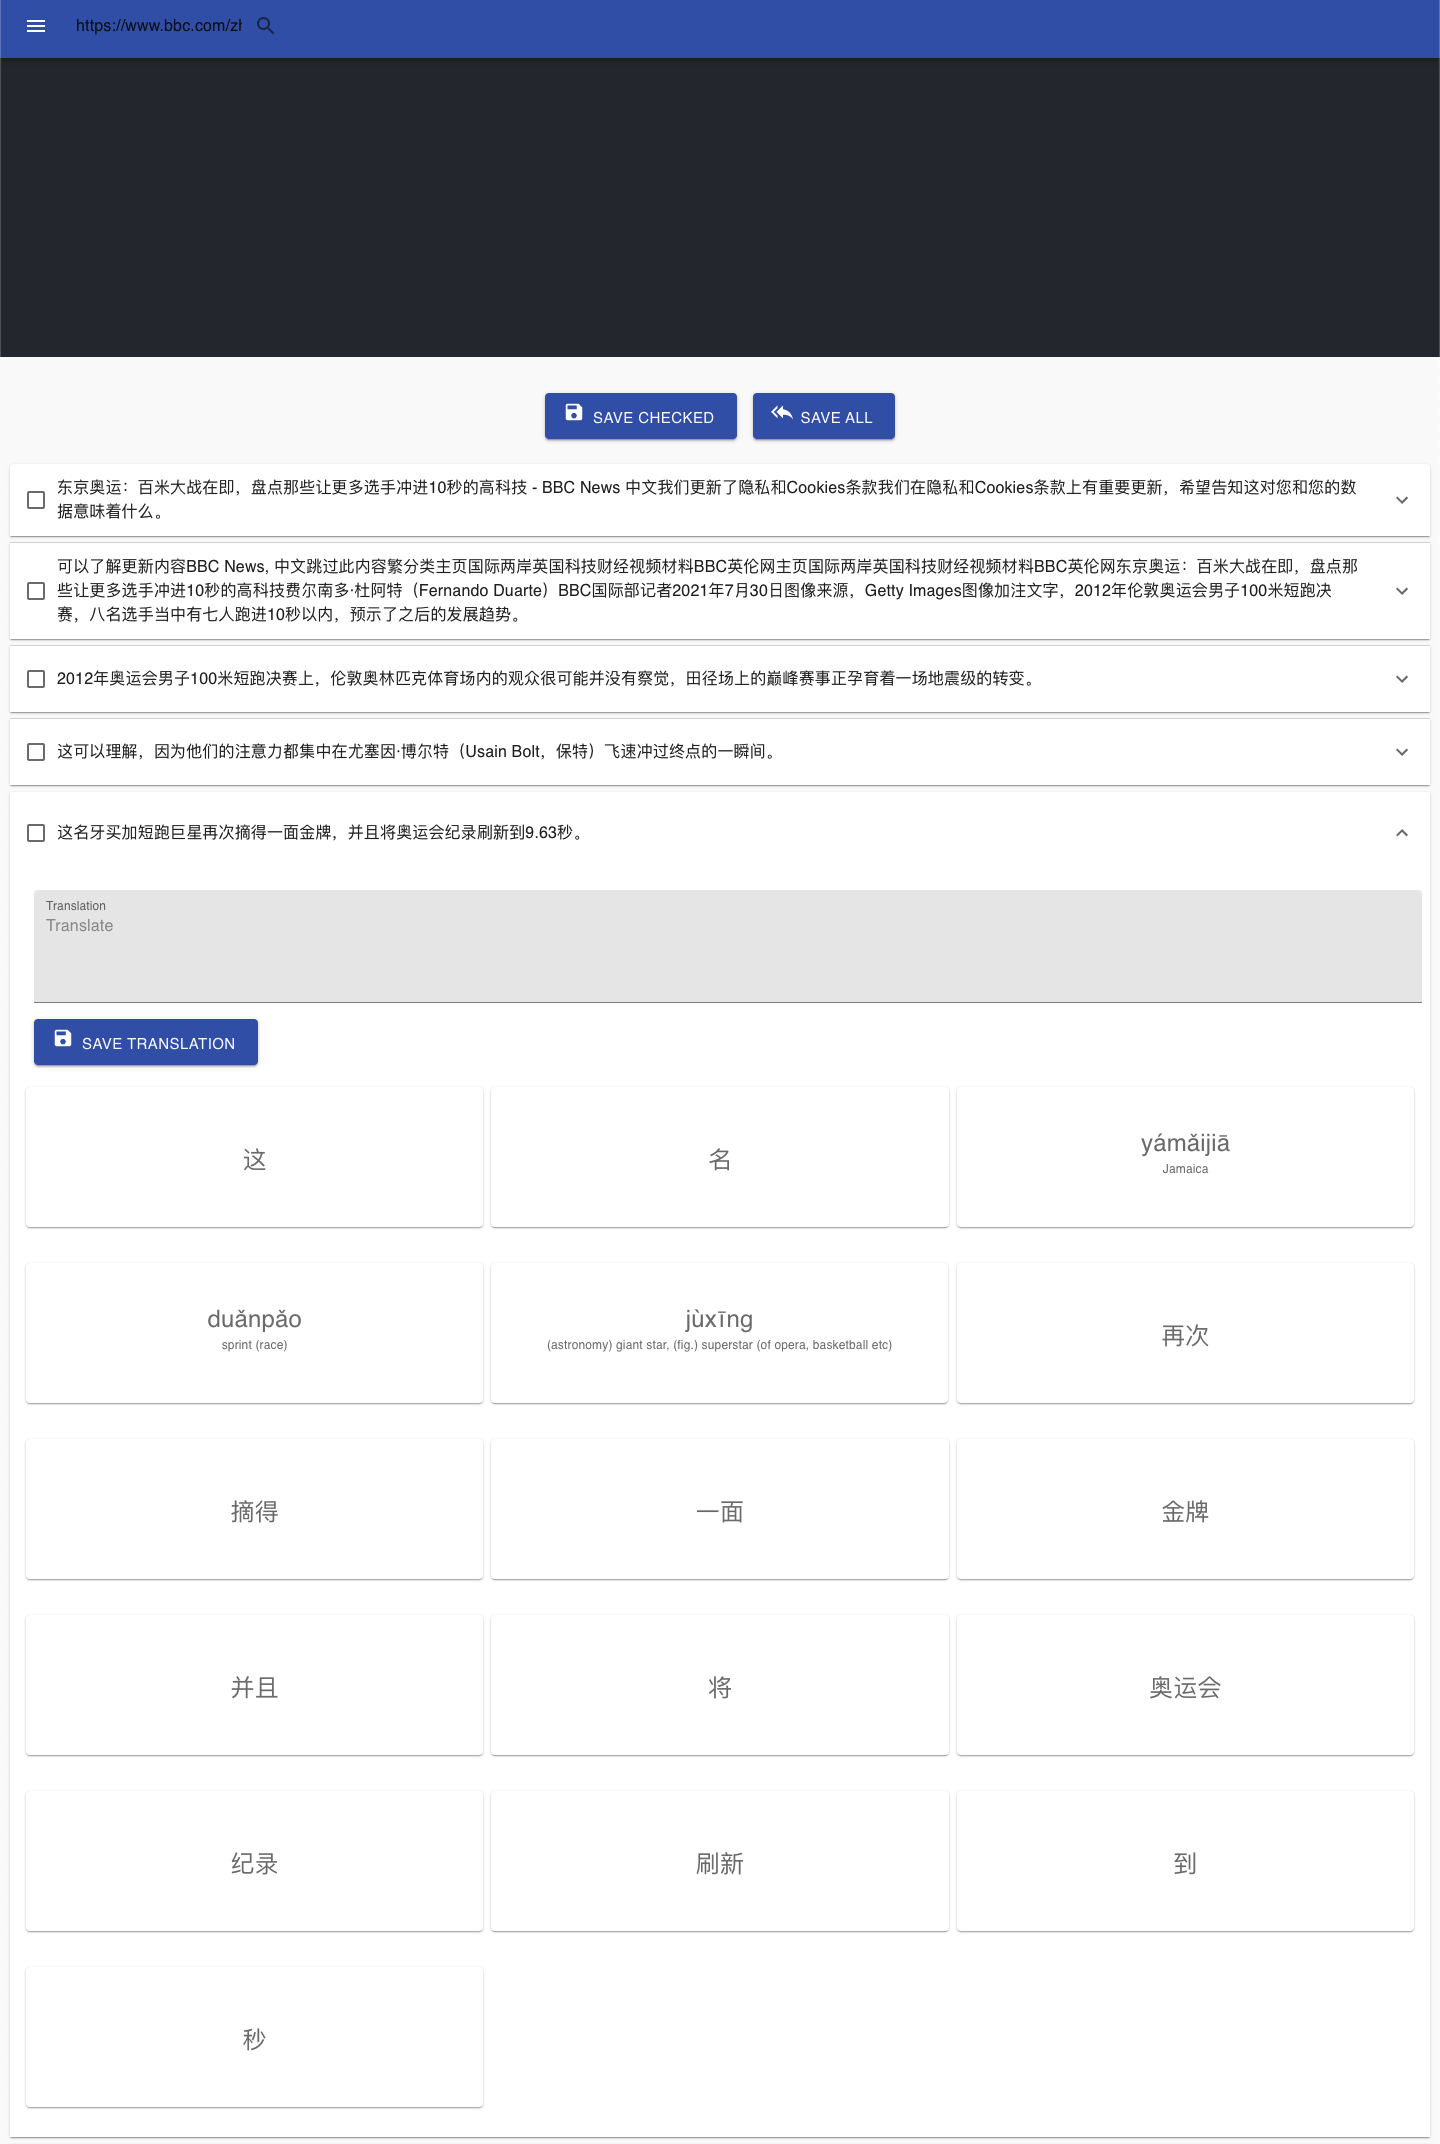 https://www.bbc.com/zh
SAVE CHECKED
SAVE ALL
东京奥运：百米大战在即，盘点那些让更多选手冲进10秒的高科技 - BBC News 中文我们更新了隐私和Cookies条款我们在隐私和Cookies条款上有重要更新，希望告知这对您和您的数
据意味着什么。
可以了解更新内容BBC News, 中文跳过此内容繁分类主页国际两岸英国科技财经视频材料BBC英伦网主页国际两岸英国科技财经视频材料BBC英伦网东京奥运：百米大战在即，盘点那
些让更多选手冲进10秒的高科技费尔南多·杜阿特（Fernando Duarte）BBC国际部记者2021年7月30日图像来源，Getty Images图像加注文字，2012年伦敦奥运会男子100米短跑决
赛，八名选手当中有七人跑进10秒以内，预示了之后的发展趋势。
2012年奥运会男子100米短跑决赛上，伦敦奥林匹克体育场内的观众很可能并没有察觉，田径场上的巅峰赛事正孕育着一场地震级的转变。
这可以理解，因为他们的注意力都集中在尤塞因·博尔特（Usain Bolt，保特）飞速冲过终点的一瞬间。
这名牙买加短跑巨星再次摘得一面金牌，并且将奥运会纪录刷新到9.63秒。
Translation
Translate
SAVE TRANSLATION
这
名
yámǎijiā
Jamaica
duǎnpǎo
sprint (race)
jùxīng
(astronomy) giant star, (fig.) superstar (of opera, basketball etc)
再次
摘得
一面
金牌
并且
将
奥运会
纪录
刷新
到
秒